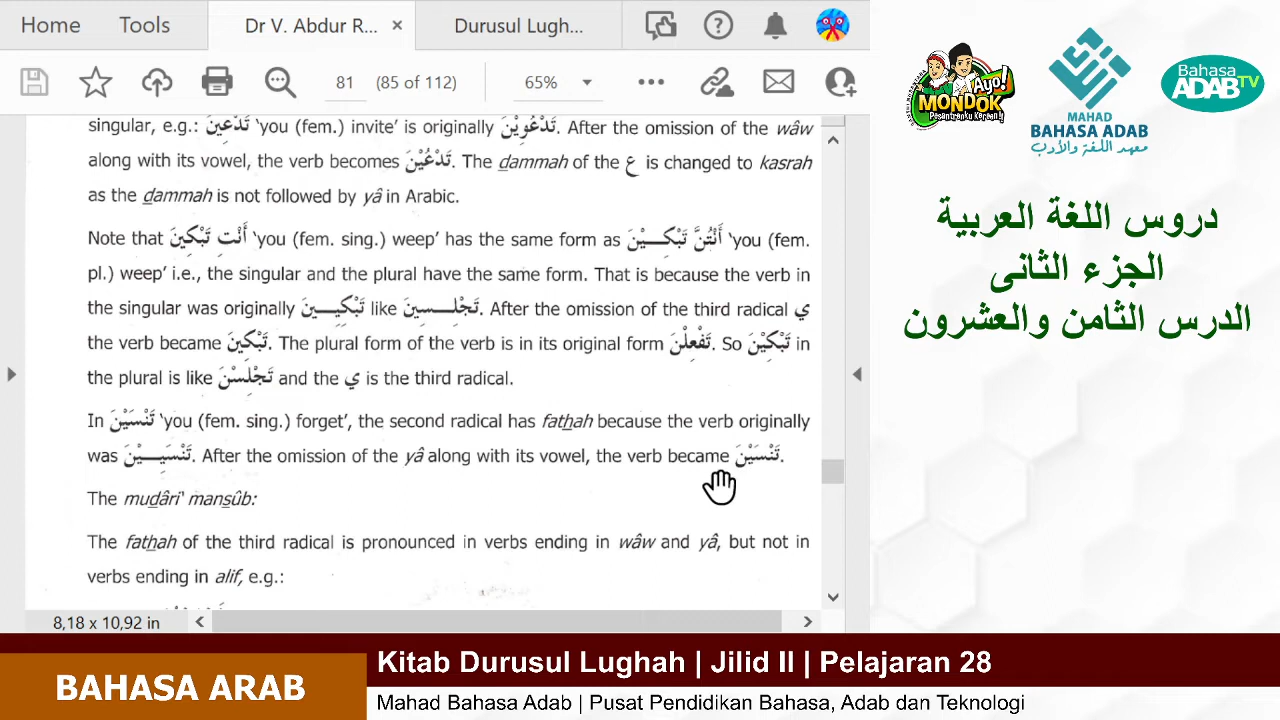 Home Tools Dr V. Abdur R... × Durusul Lugh...
81 (85 of 112) 65%
singular, e.g.: تَدْعِيْنَ ‘you (fem.) invite’ is originally تَدْعُوِيْنَ. After the omission of the wâw
along with its vowel, the verb becomes تَدْعُيْنَ. The dammah of the ع is changed to kasrah
as the dammah is not followed by yâ in Arabic.
Note that أَنْتِ تَبْكِينَ ‘you (fem. sing.) weep’ has the same form as أَنْتُنَّ تَبْكِـــيْنَ ‘you (fem.
pl.) weep’ i.e., the singular and the plural have the same form. That is because the verb in
the singular was originally تَبْكِيِـــينَ like تَجْلِـــسِينَ. After the omission of the third radical ي
the verb became تَبْكِينَ. The plural form of the verb is in its original form تَفْعِلْنَ. So تَبْكِيْنَ in
the plural is like تَجْلِسْنَ and the ي is the third radical.
In تَنْسَيْنَ ‘you (fem. sing.) forget’, the second radical has fathah because the verb originally
was تَنْسَيِـــيْنَ. After the omission of the yâ along with its vowel, the verb became تَنْسَيْنَ.
The mudâri‘ mansûb:
The fathah of the third radical is pronounced in verbs ending in wâw and yâ, but not in
verbs ending in alif, e.g.:
8,18 x 10,92 in
Ayo!
MONDOK
Pesantrenku Keren!
MAHAD
BAHASA ADAB
معهد اللغة والأدب
Bahasa
ADAB TV
دروس اللغة العربية
الجزء الثانى
الدرس الثامن والعشرون
BAHASA ARAB
Kitab Durusul Lughah | Jilid II | Pelajaran 28
Mahad Bahasa Adab | Pusat Pendidikan Bahasa, Adab dan Teknologi